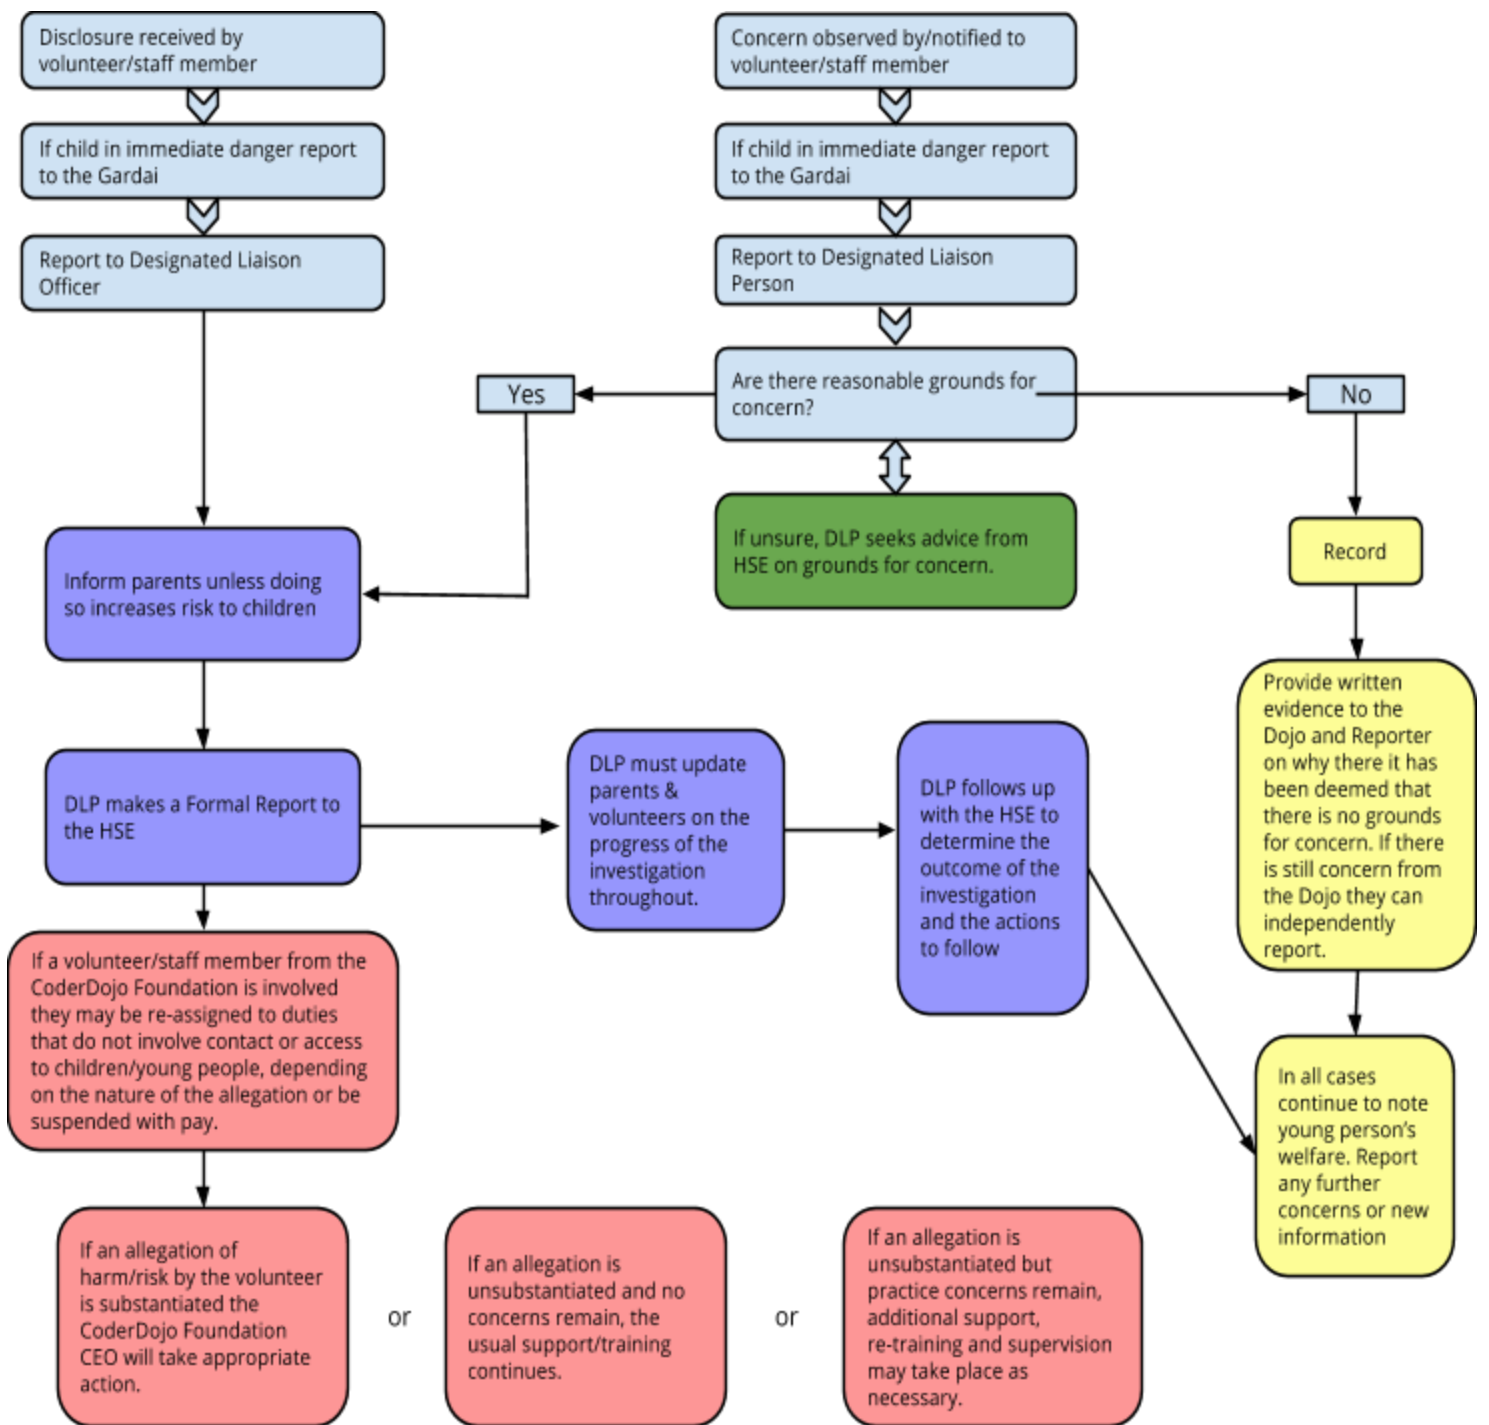 Disclosure received by
volunteer/staff member
If child in immediate danger report
to the Gardai
Report to Designated Liaison
Officer
Concern observed by/notified to
volunteer/staff member
If child in immediate danger report
to the Gardai
Report to Designated Liaison
Person
Are there reasonable grounds for
concern?
Yes
No
If unsure, DLP seeks advice from
HSE on grounds for concern.
Record
Inform parents unless doing
so increases risk to children
Provide written
evidence to the
Dojo and Reporter
on why there it has
been deemed that
there is no grounds
for concern. If there
is still concern from
the Dojo they can
independently
report.
DLP makes a Formal Report to
the HSE
DLP must update
parents &
volunteers on the
progress of the
investigation
throughout.
DLP follows up
with the HSE to
determine the
outcome of the
investigation
and the actions
to follow
If a volunteer/staff member from the
CoderDojo Foundation is involved
they may be re-assigned to duties
that do not involve contact or access
to children/young people, depending
on the nature of the allegation or be
suspended with pay.
In all cases
continue to note
young person's
welfare. Report
any further
concerns or new
information
If an allegation of
harm/risk by the volunteer
is substantiated the
CoderDojo Foundation
CEO will take appropriate
action.
or
If an allegation is
unsubstantiated and no
concerns remain, the
usual support/training
continues.
or
If an allegation is
unsubstantiated but
practice concerns remain,
additional support,
re-training and supervision
may take place as
necessary.